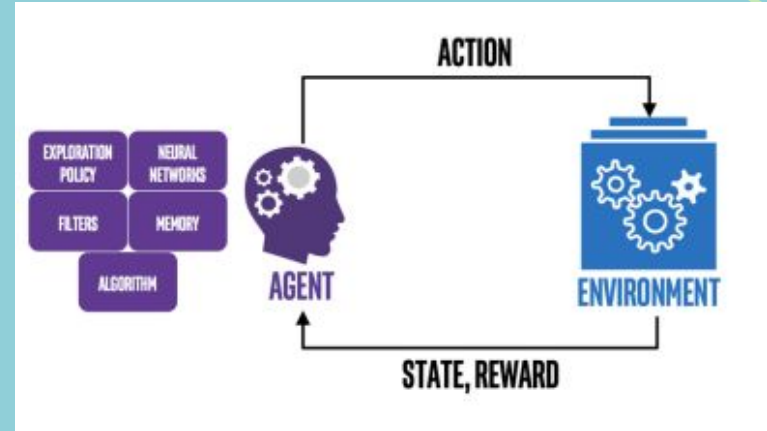 ACTION
EXPLORATION
POLICY
NEURAL
NETWORKS
FILTERS
MEMORY
ALGORITHM
AGENT
ENVIRONMENT
STATE, REWARD